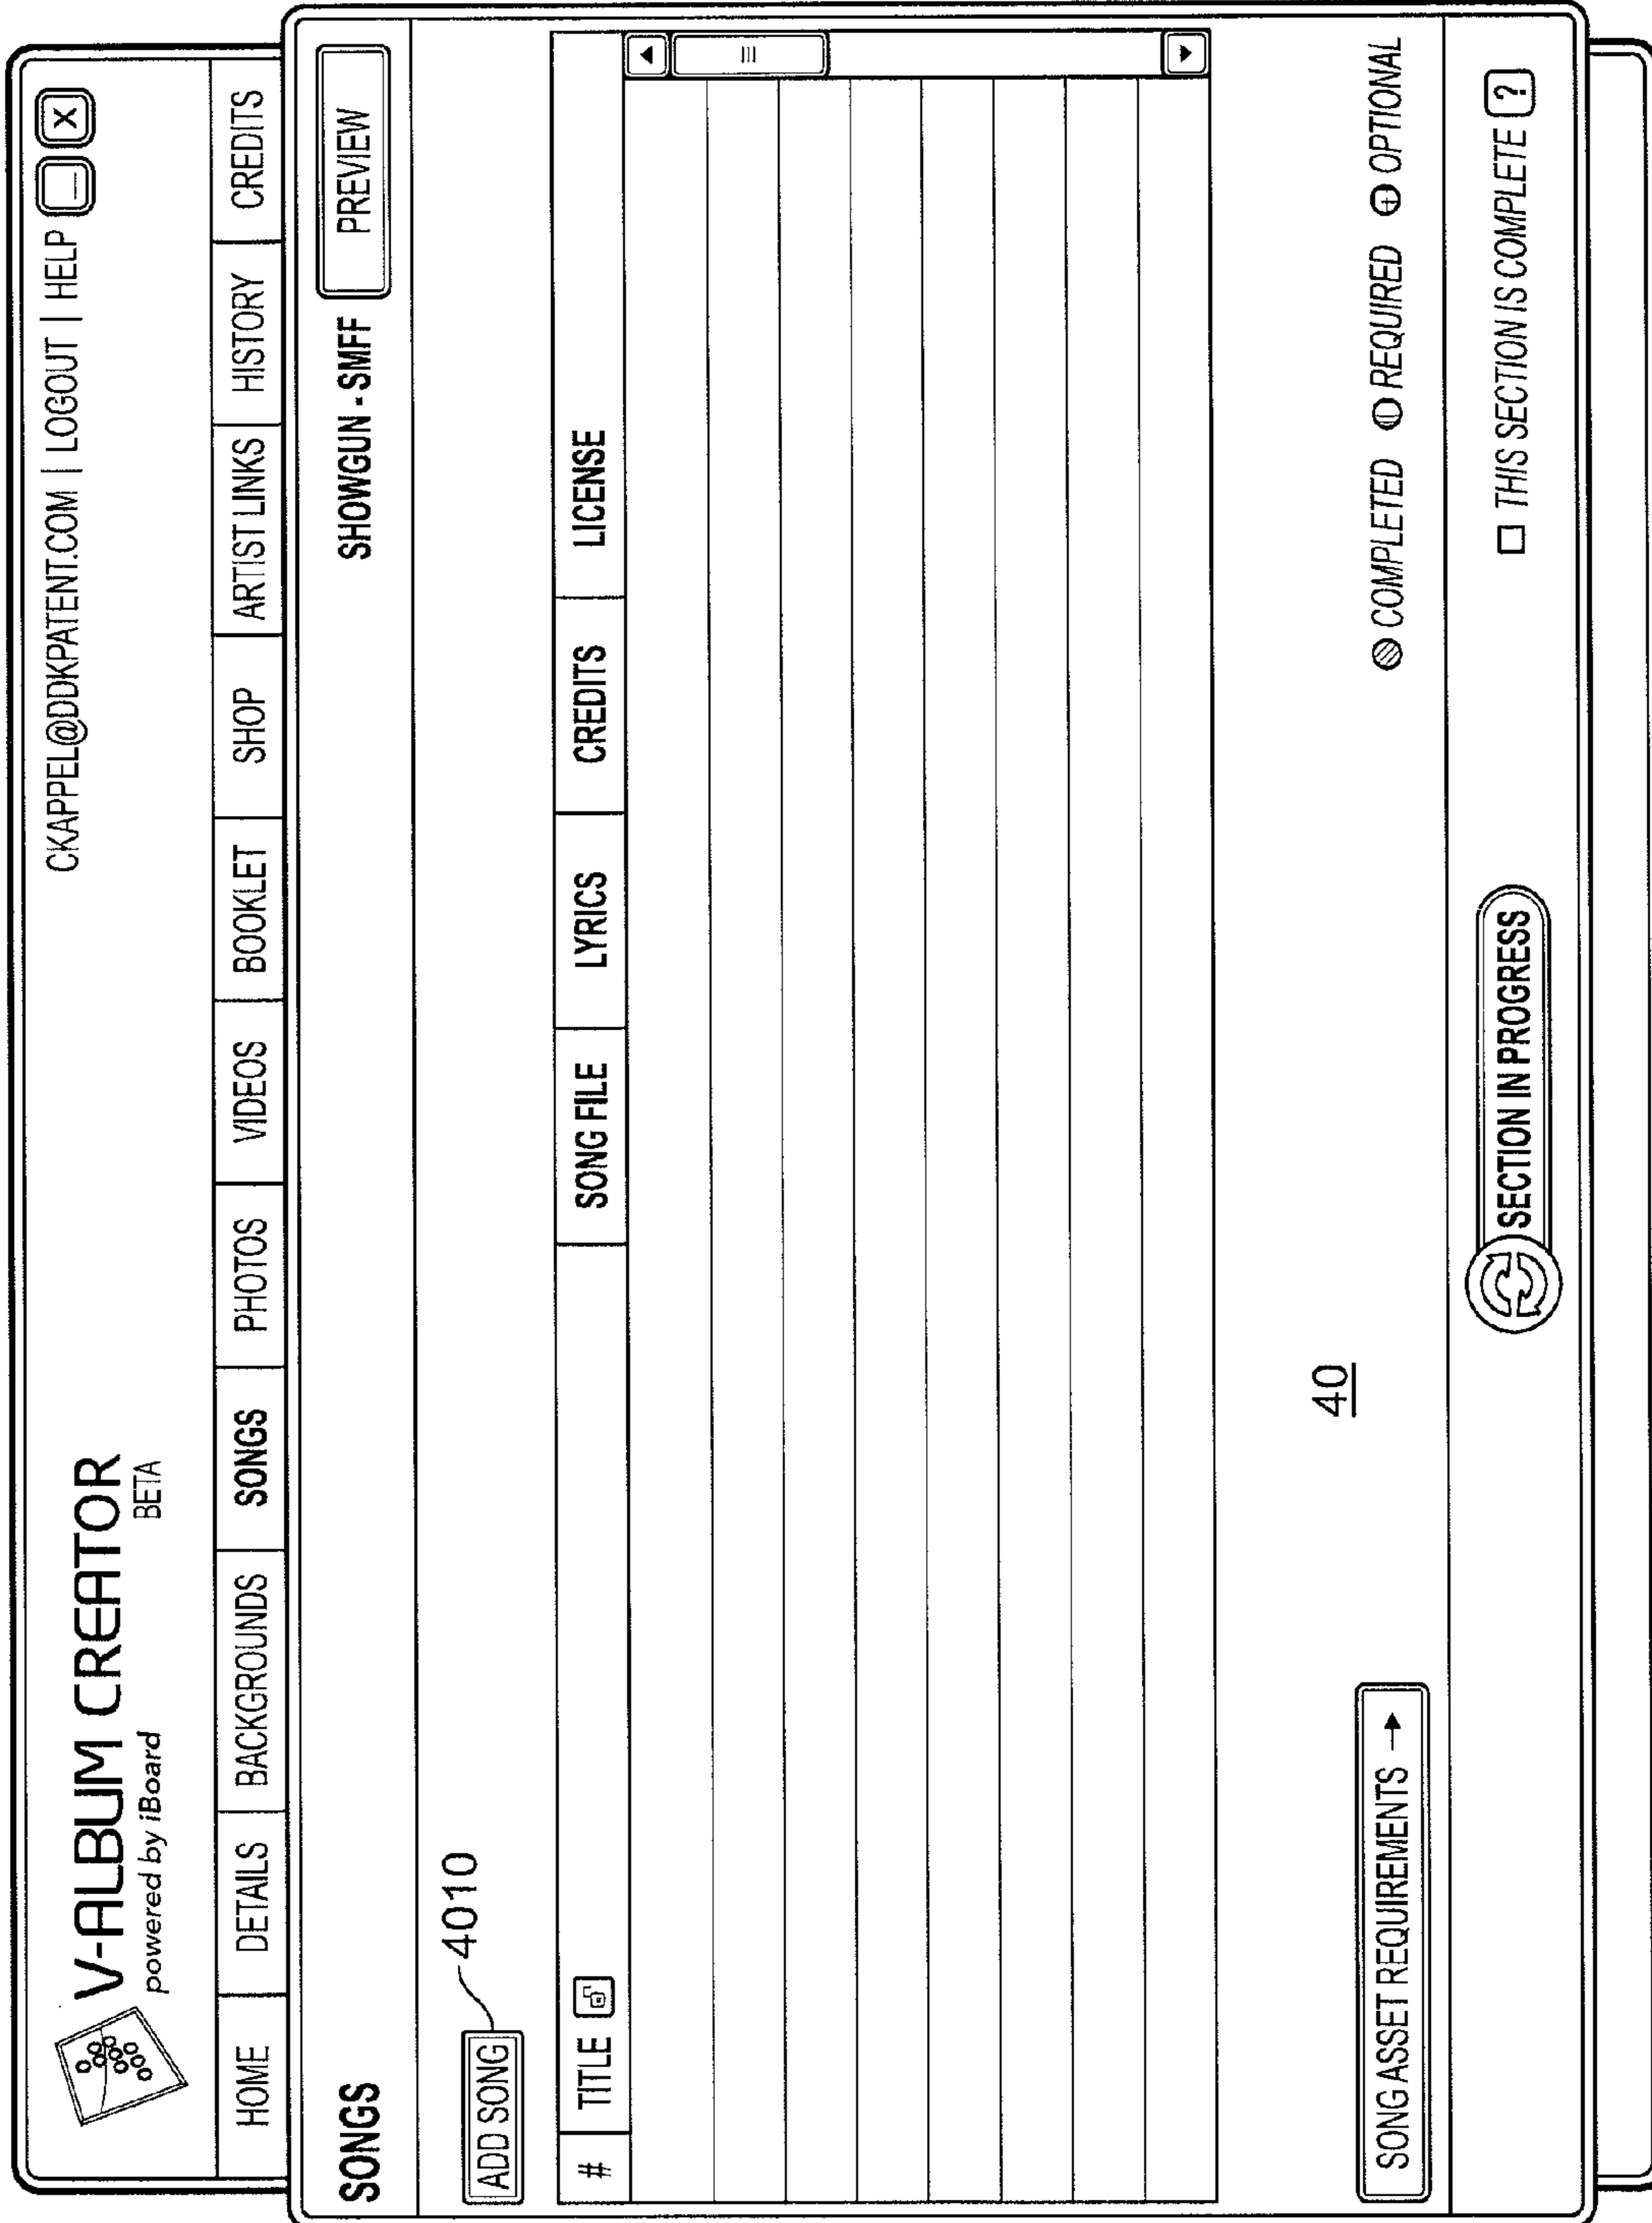 V-ALBUM CREATOR
powered by iBoard
BETA
CKAPPEL@DDKPATENT.COM | LOGOUT | HELP _ X
HOME DETAILS BACKGROUNDS SONGS PHOTOS VIDEOS BOOKLET SHOP ARTIST LINKS HISTORY CREDITS
SONGS SHOWGUN - SMFF PREVIEW
ADD SONG 4010
# TITLE SONG FILE LYRICS CREDITS LICENSE
40
SONG ASSET REQUIREMENTS → COMPLETED REQUIRED OPTIONAL
SECTION IN PROGRESS THIS SECTION IS COMPLETE ?